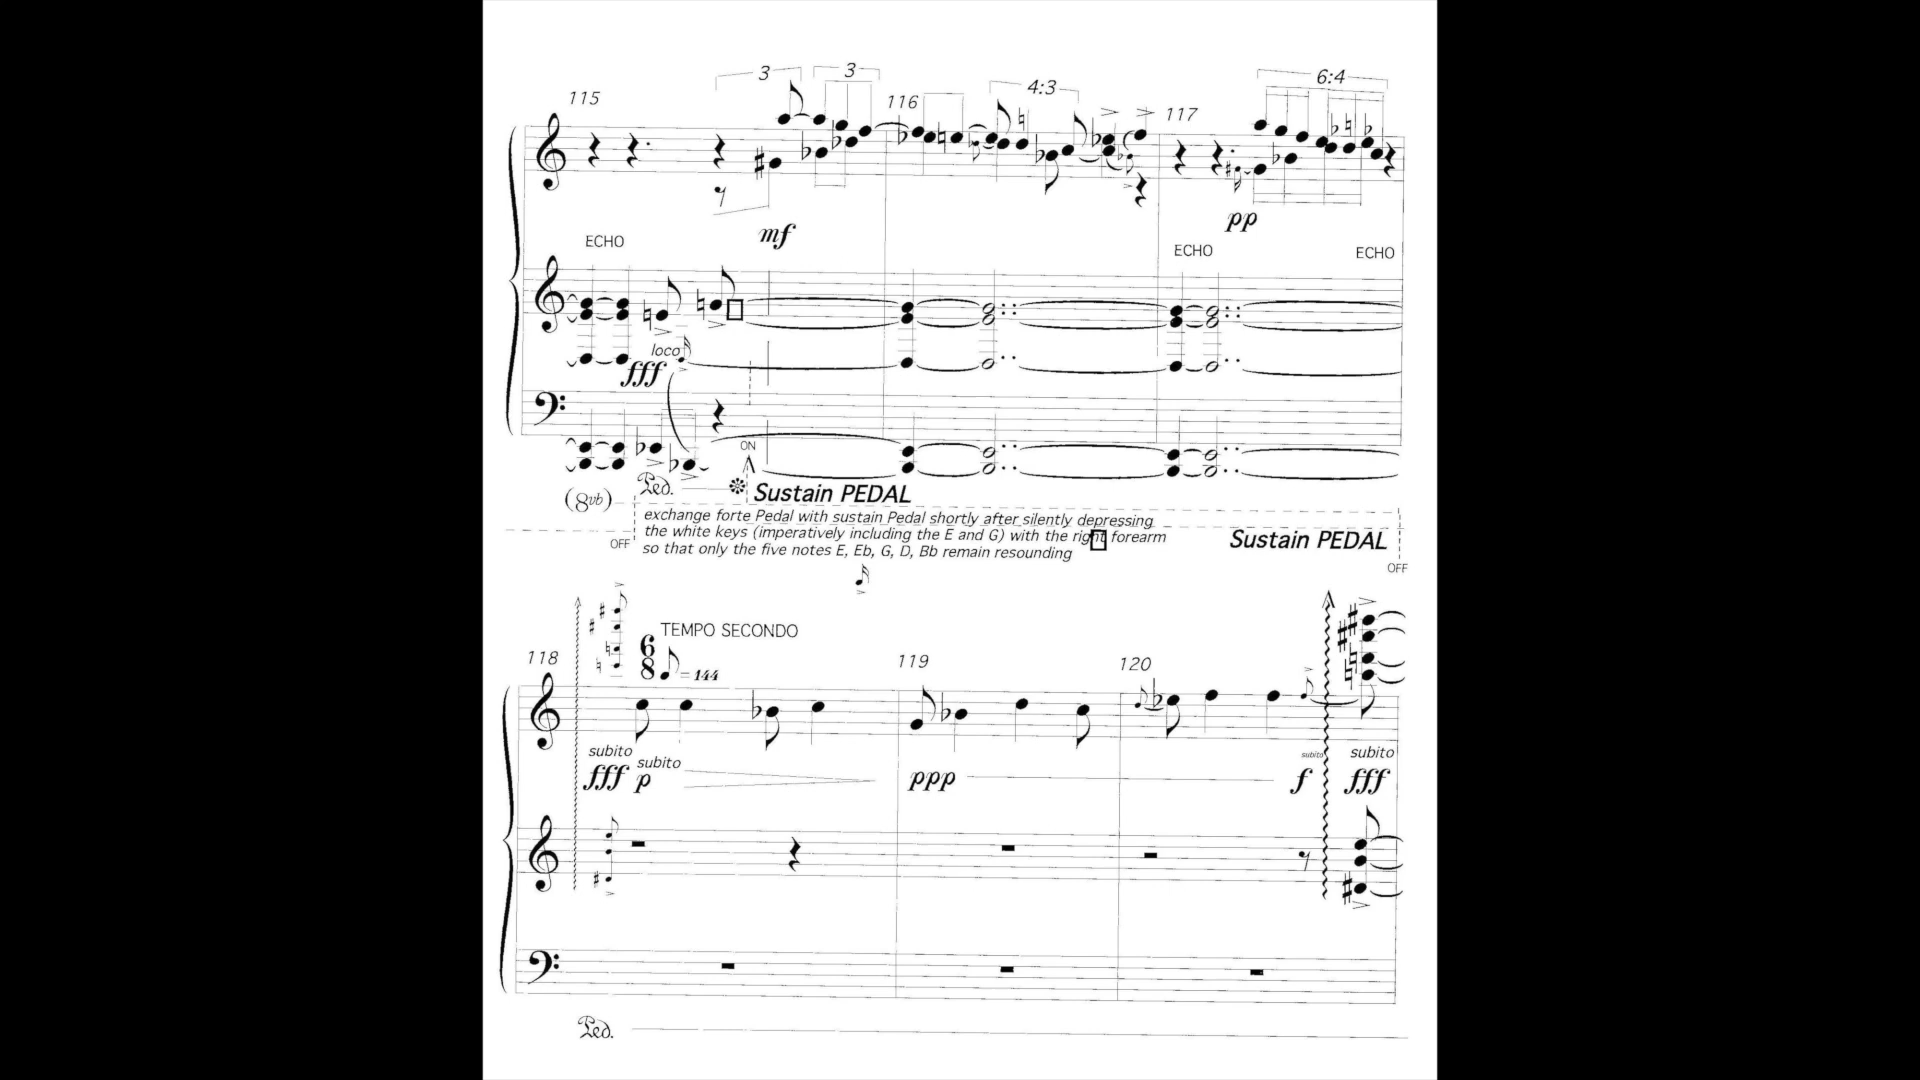 3 3 4:3 6:4
115 116 117
mf pp
ECHO ECHO ECHO
loco
fff
ON
Ped. Sustain PEDAL
(8vb)
exchange forte Pedal with sustain Pedal shortly after silently depressing
the white keys (imperatively including the E and G) with the right forearm
so that only the five notes E, Eb, G, D, Bb remain resounding
OFF Sustain PEDAL
OFF
TEMPO SECONDO
6
8 = 144
118 119 120
subito subito subito subito
fff p ppp f fff
Ped.